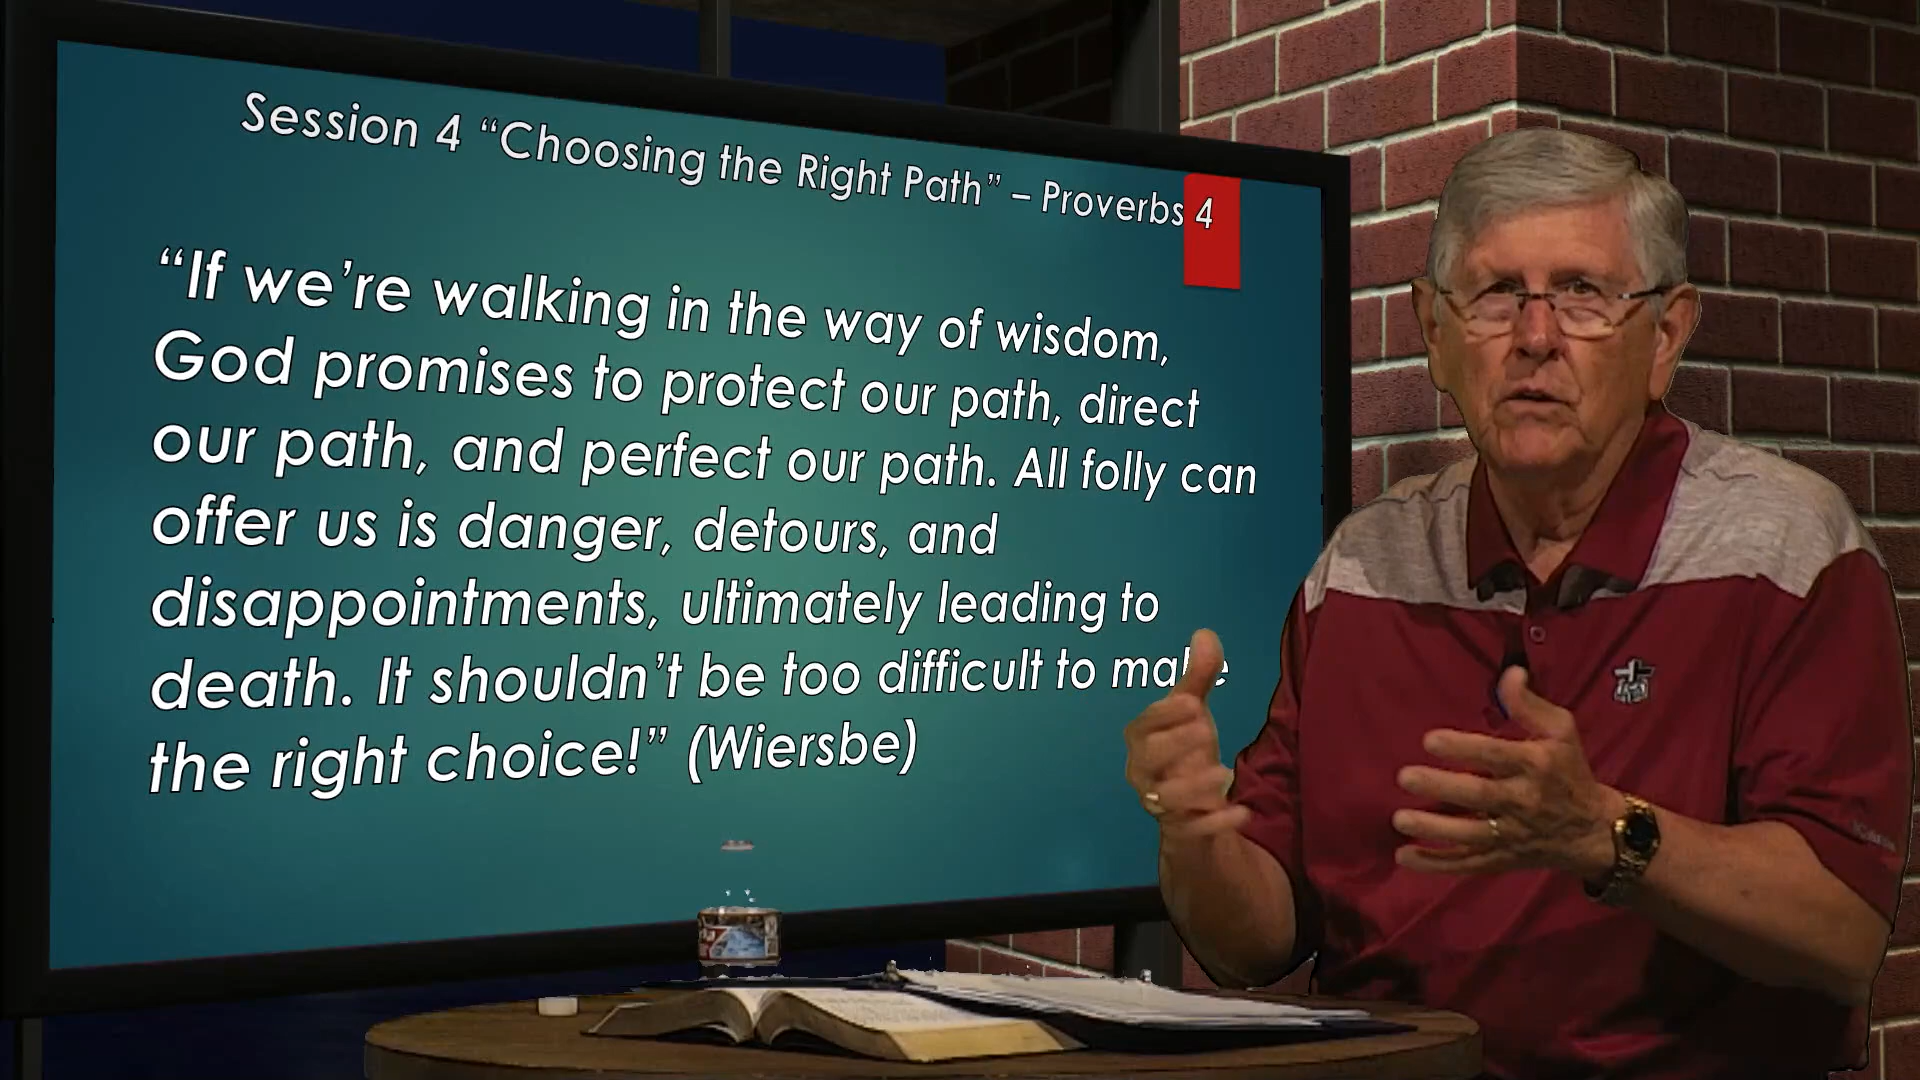 Session 4 “Choosing the Right Path” – Proverbs 4
“If we’re walking in the way of wisdom,
God promises to protect our path, direct
our path, and perfect our path. All folly can
offer us is danger, detours, and
disappointments, ultimately leading to
death. It shouldn’t be too difficult to make
the right choice!” (Wiersbe)